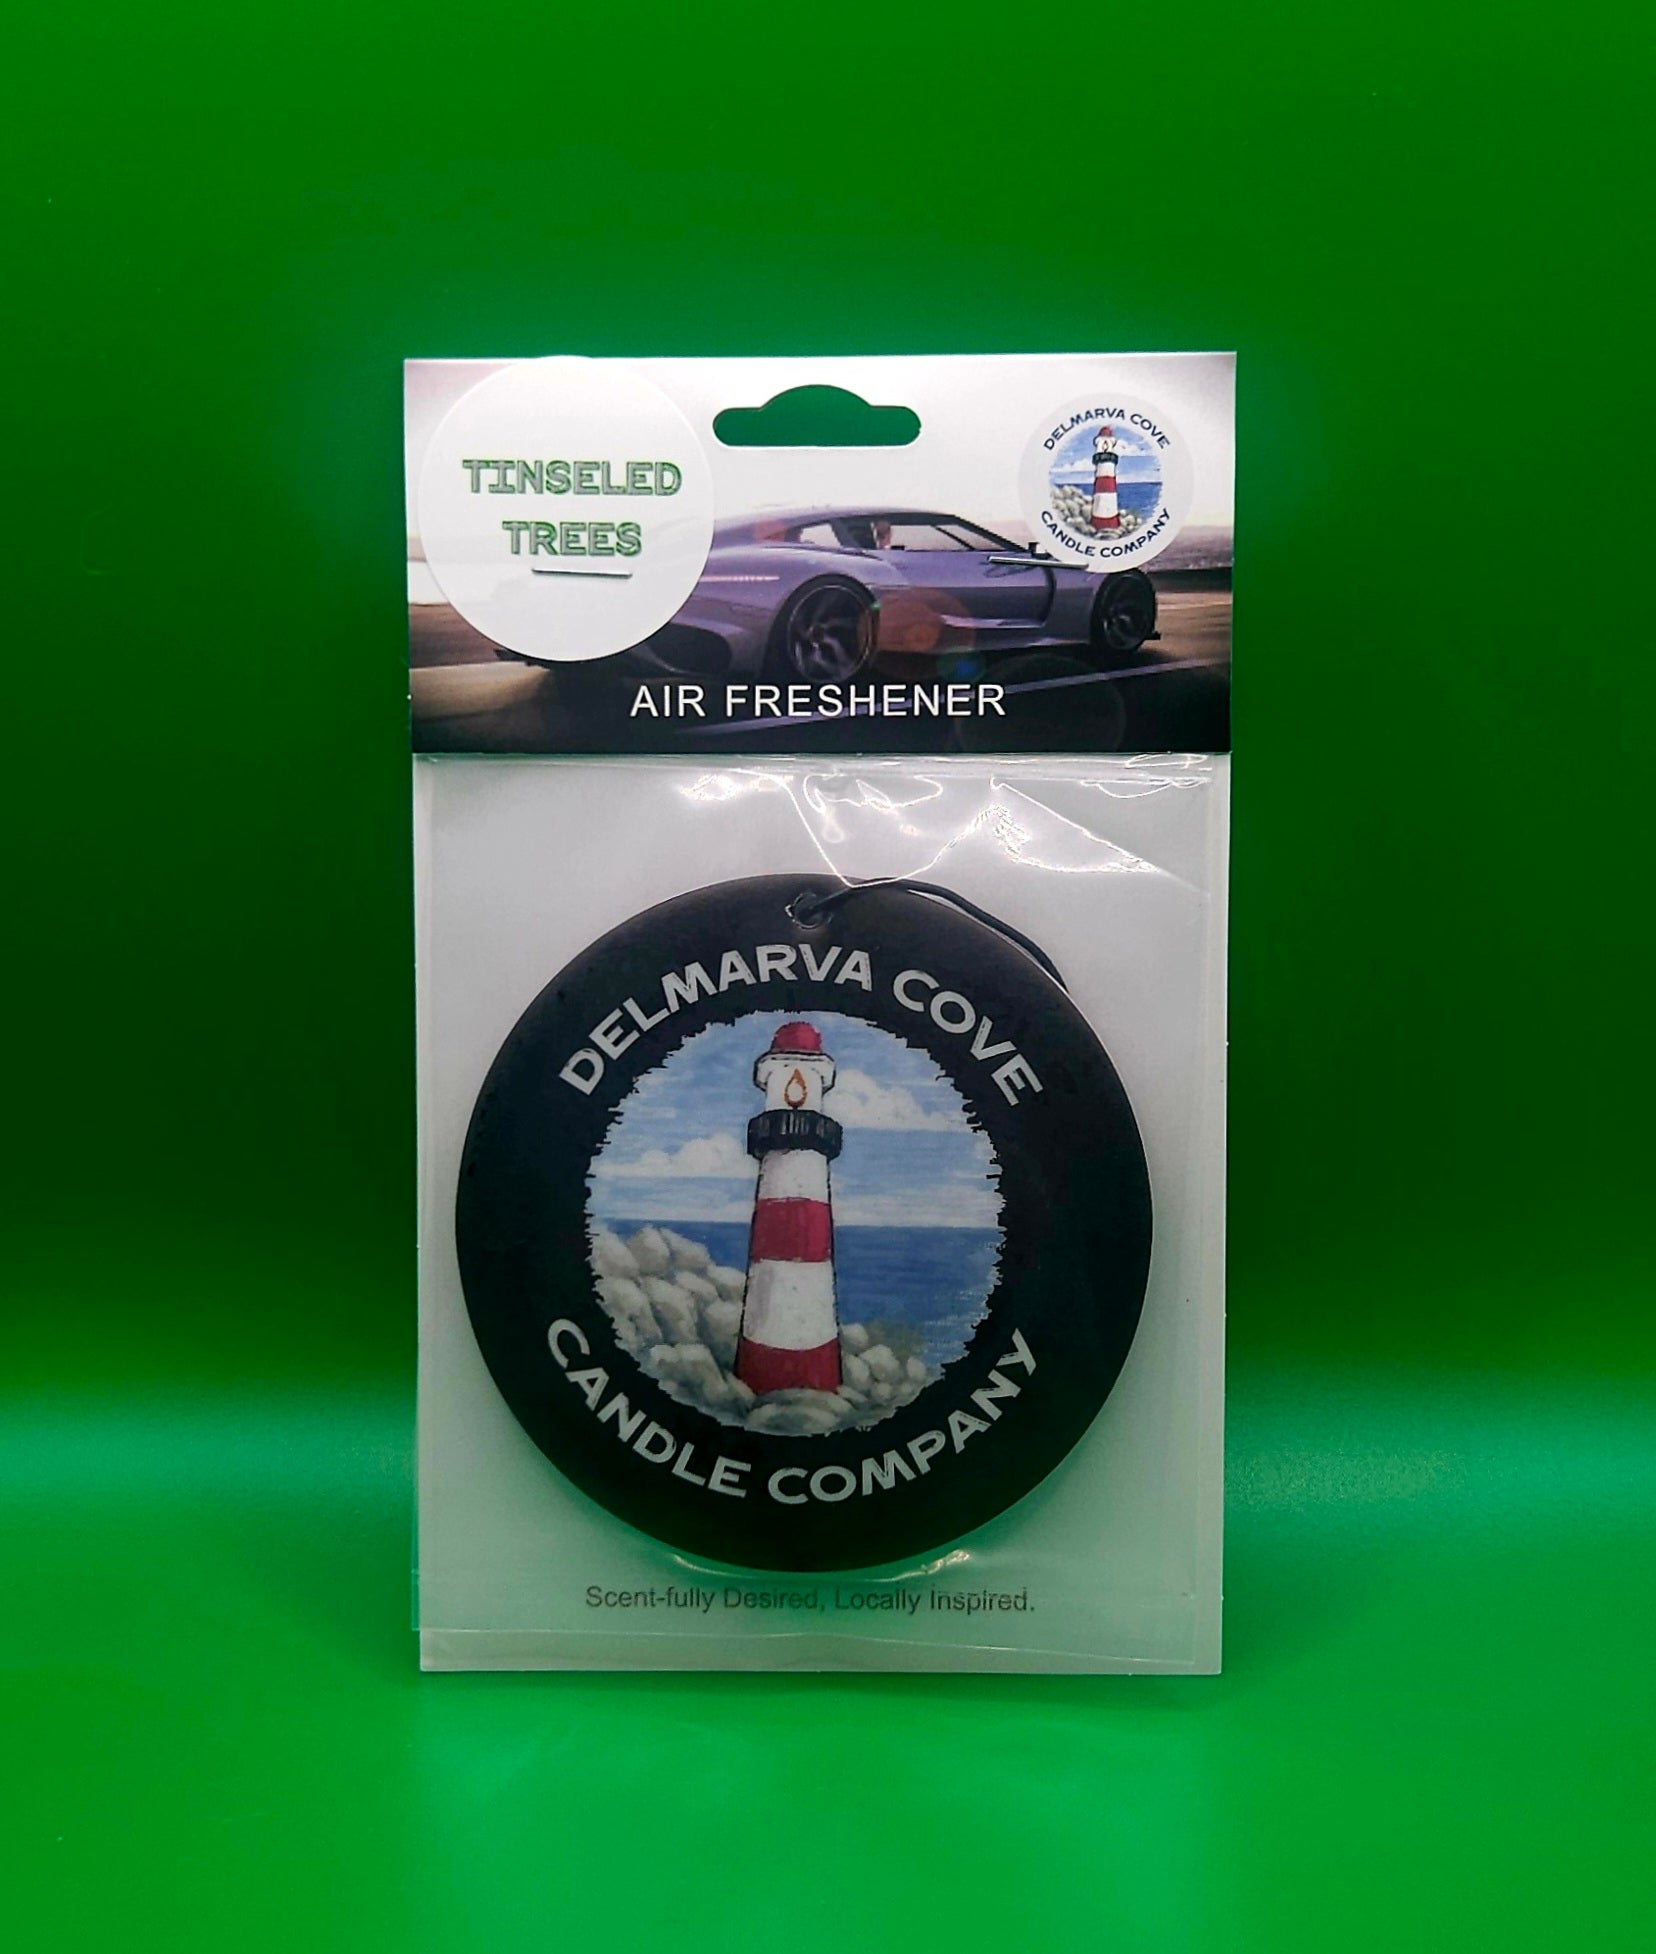 TINSELED
TREES
DELMARVA COVE
CANDLE COMPANY
AIR FRESHENER
DELMARVA COVE
CANDLE COMPANY
Scent-fully Desired, Locally Inspired.